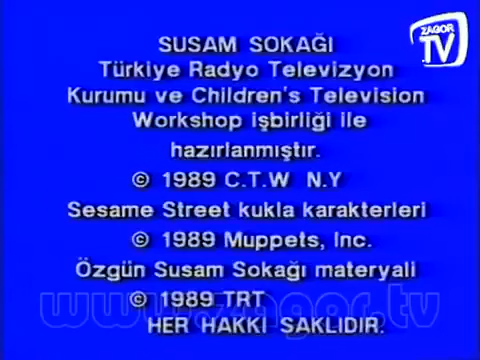 ZAGOR
TV
SUSAM SOKAĞI
Türkiye Radyo Televizyon
Kurumu ve Children's Television
Workshop işbirliği ile
hazırlanmıştır.
© 1989 C.T.W N.Y
Sesame Street kukla karakterleri
© 1989 Muppets, Inc.
Özgün Susam Sokağı materyali
© 1989 TRT
HER HAKKI SAKLIDIR.
www.zagor.tv